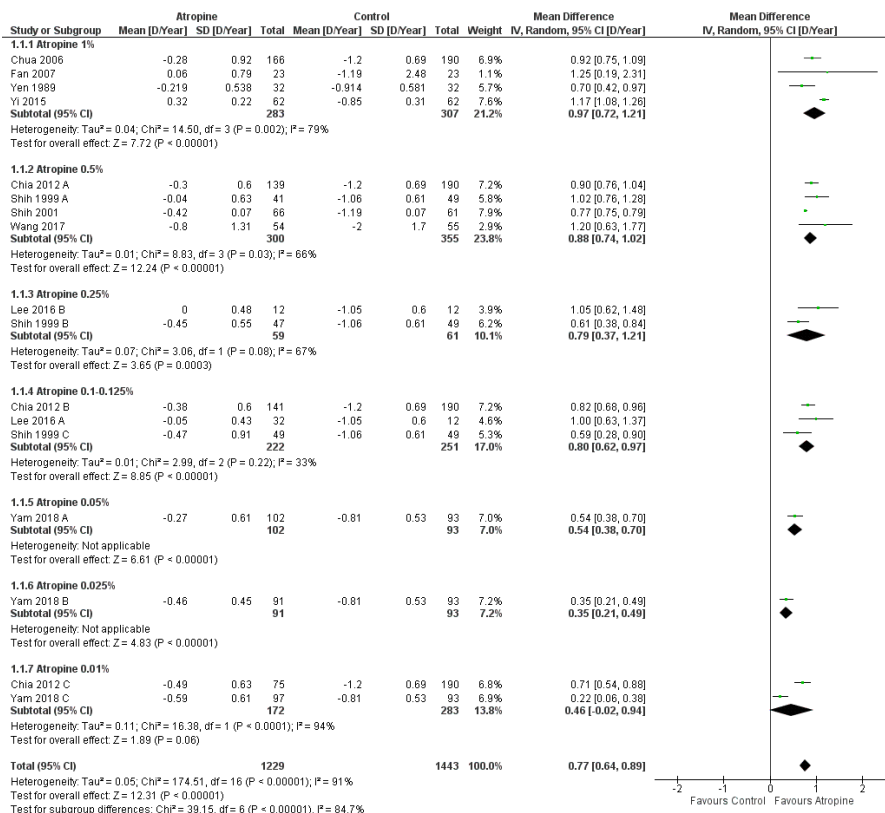 Atropine Control Mean Difference Mean Difference
Study or Subgroup Mean [D/Year] SD [D/Year] Total Mean [D/Year] SD [D/Year] Total Weight IV, Random, 95% CI [D/Year] IV, Random, 95% CI [D/Year]
1.1.1 Atropine 1%
Chua 2006 -0.28 0.92 166 -1.2 0.69 190 6.9% 0.92 [0.75, 1.09]
Fan 2007 0.06 0.79 23 -1.19 2.48 23 0.9% 1.25 [0.19, 2.31]
Yen 1989 -0.219 0.538 32 -0.914 0.581 32 5.7% 0.70 [0.42, 0.97]
Yi 2015 0.32 0.22 62 -0.85 0.31 62 7.6% 1.17 [1.08, 1.26]
Subtotal (95% CI) 283 307 21.2% 0.97 [0.72, 1.21]
Heterogeneity: Tau² = 0.04; Chi² = 14.50, df = 3 (P = 0.002); I² = 79%
Test for overall effect: Z = 7.72 (P < 0.00001)
1.1.2 Atropine 0.5%
Chia 2012 A -0.3 0.6 139 -1.2 0.69 190 7.2% 0.90 [0.76, 1.04]
Shih 1999 A -0.04 0.63 41 -1.06 0.61 49 5.9% 1.02 [0.76, 1.28]
Shih 2001 -0.42 0.07 66 -1.19 0.07 61 7.8% 0.77 [0.75, 0.79]
Wang 2017 -0.8 1.31 54 -2 1.7 55 2.8% 1.20 [0.63, 1.77]
Subtotal (95% CI) 300 355 23.8% 0.88 [0.74, 1.02]
Heterogeneity: Tau² = 0.01; Chi² = 8.83, df = 3 (P = 0.03); I² = 66%
Test for overall effect: Z = 12.24 (P < 0.00001)
1.1.3 Atropine 0.25%
Lee 2016 B 0 0.48 12 -1.05 0.6 12 3.9% 1.05 [0.62, 1.48]
Shih 1999 B -0.45 0.55 47 -1.06 0.61 49 6.2% 0.61 [0.38, 0.84]
Subtotal (95% CI) 59 61 10.1% 0.79 [0.37, 1.21]
Heterogeneity: Tau² = 0.07; Chi² = 3.06, df = 1 (P = 0.08); I² = 67%
Test for overall effect: Z = 3.65 (P = 0.0003)
1.1.4 Atropine 0.1-0.125%
Chia 2012 B -0.38 0.6 141 -1.2 0.69 190 7.2% 0.82 [0.68, 0.96]
Lee 2016 A -0.05 0.43 32 -1.05 0.6 12 4.6% 1.00 [0.63, 1.37]
Shih 1999 C -0.47 0.91 49 -1.06 0.61 49 5.3% 0.59 [0.28, 0.90]
Subtotal (95% CI) 222 251 17.0% 0.80 [0.62, 0.97]
Heterogeneity: Tau² = 0.01; Chi² = 2.99, df = 2 (P = 0.22); I² = 33%
Test for overall effect: Z = 8.85 (P < 0.00001)
1.1.5 Atropine 0.05%
Yam 2018 A -0.27 0.61 102 -0.81 0.53 93 7.0% 0.54 [0.38, 0.70]
Subtotal (95% CI) 102 93 7.0% 0.54 [0.38, 0.70]
Heterogeneity: Not applicable
Test for overall effect: Z = 6.61 (P < 0.00001)
1.1.6 Atropine 0.025%
Yam 2018 B -0.46 0.45 91 -0.81 0.53 93 7.2% 0.35 [0.21, 0.49]
Subtotal (95% CI) 91 93 7.2% 0.35 [0.21, 0.49]
Heterogeneity: Not applicable
Test for overall effect: Z = 4.83 (P < 0.00001)
1.1.7 Atropine 0.01%
Chia 2012 C -0.49 0.63 75 -1.2 0.69 190 6.8% 0.71 [0.54, 0.88]
Yam 2018 C -0.59 0.61 97 -0.81 0.53 93 7.0% 0.22 [0.06, 0.38]
Subtotal (95% CI) 172 283 13.8% 0.46 [-0.02, 0.94]
Heterogeneity: Tau² = 0.11; Chi² = 16.38, df = 1 (P < 0.0001); I² = 94%
Test for overall effect: Z = 1.89 (P = 0.06)
Total (95% CI) 1229 1443 100.0% 0.77 [0.64, 0.89]
Heterogeneity: Tau² = 0.05; Chi² = 174.51, df = 16 (P < 0.00001); I² = 91%
Test for overall effect: Z = 12.31 (P < 0.00001)
Test for subgroup differences: Chi² = 39.15, df = 6 (P < 0.00001), I² = 84.7%
-2 -1 0 1 2
Favours Control Favours Atropine